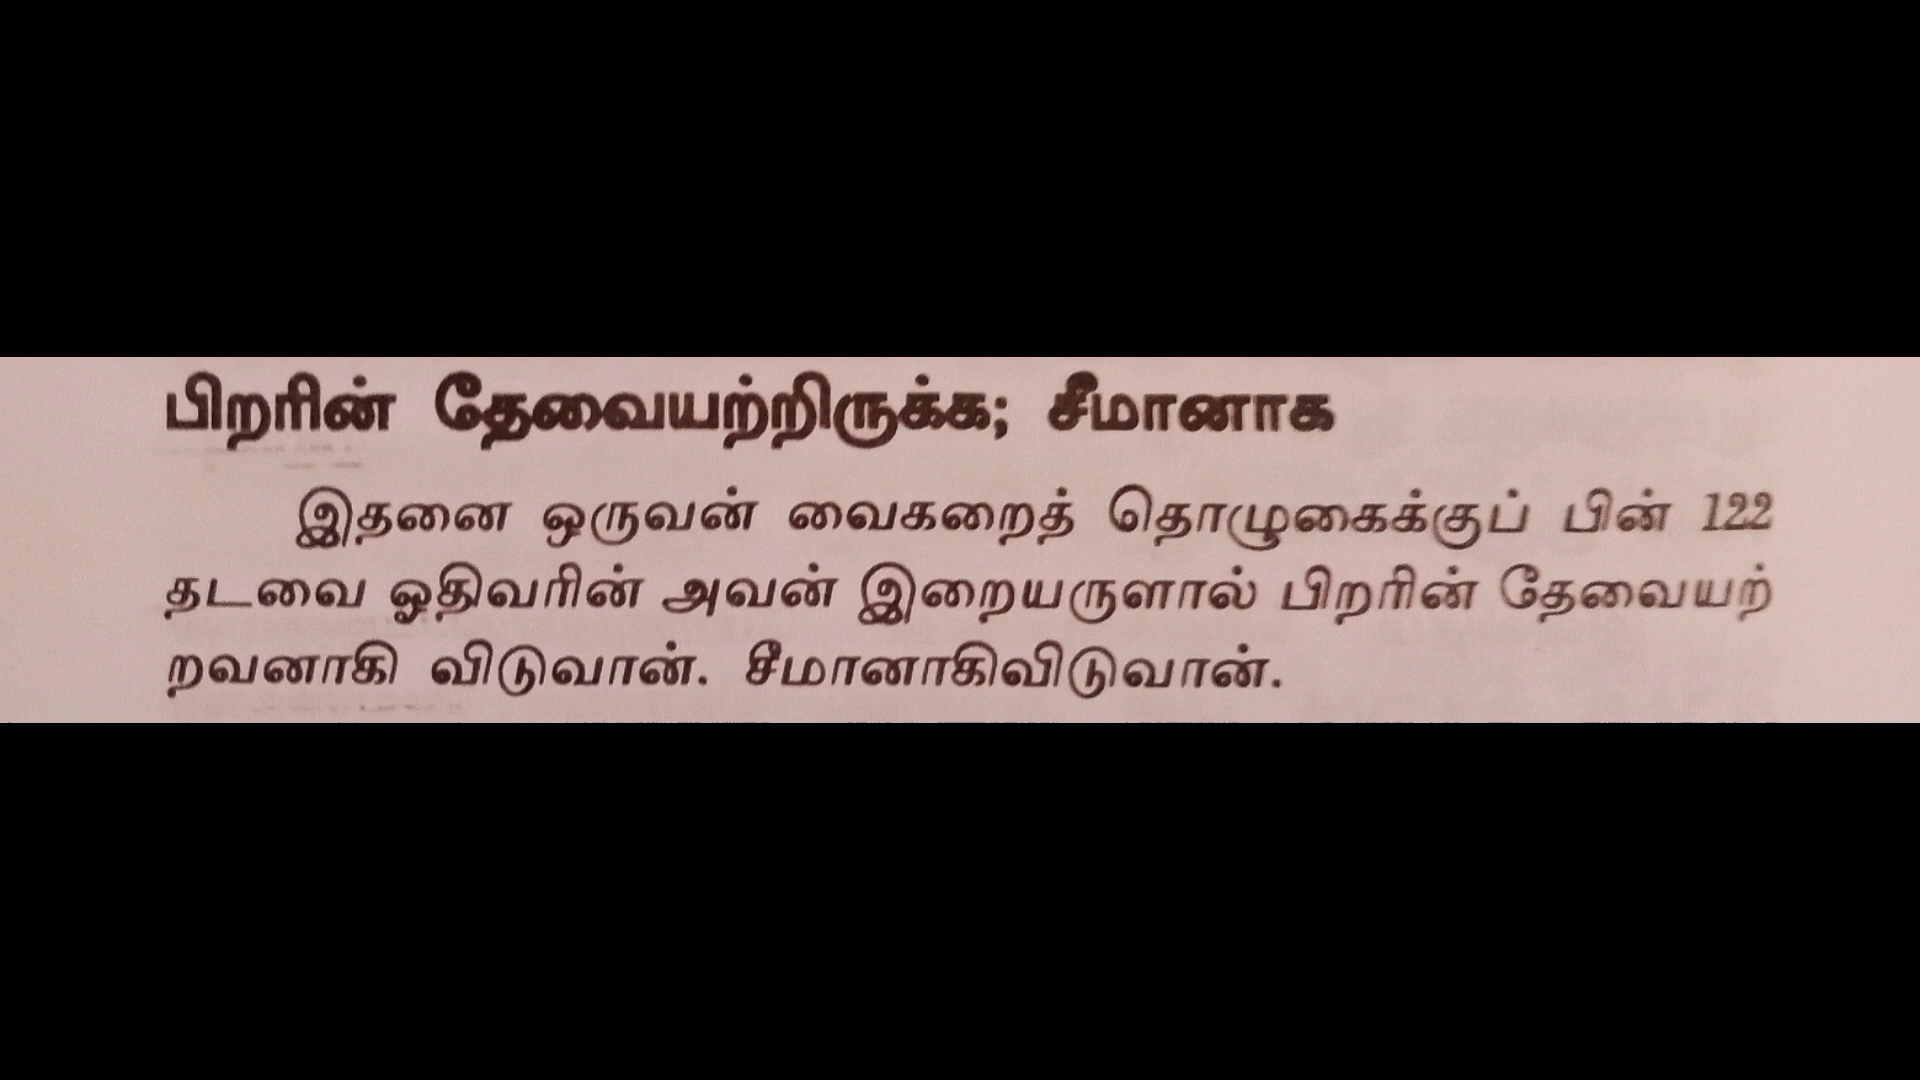 பிறரின் தேவையற்றிருக்க; சீமானாக
இதனை ஒருவன் வைகறைத் தொழுகைக்குப் பின் 122
தடவை ஓதிவரின் அவன் இறையருளால் பிறரின் தேவையற்
றவனாகி விடுவான். சீமானாகிவிடுவான்.